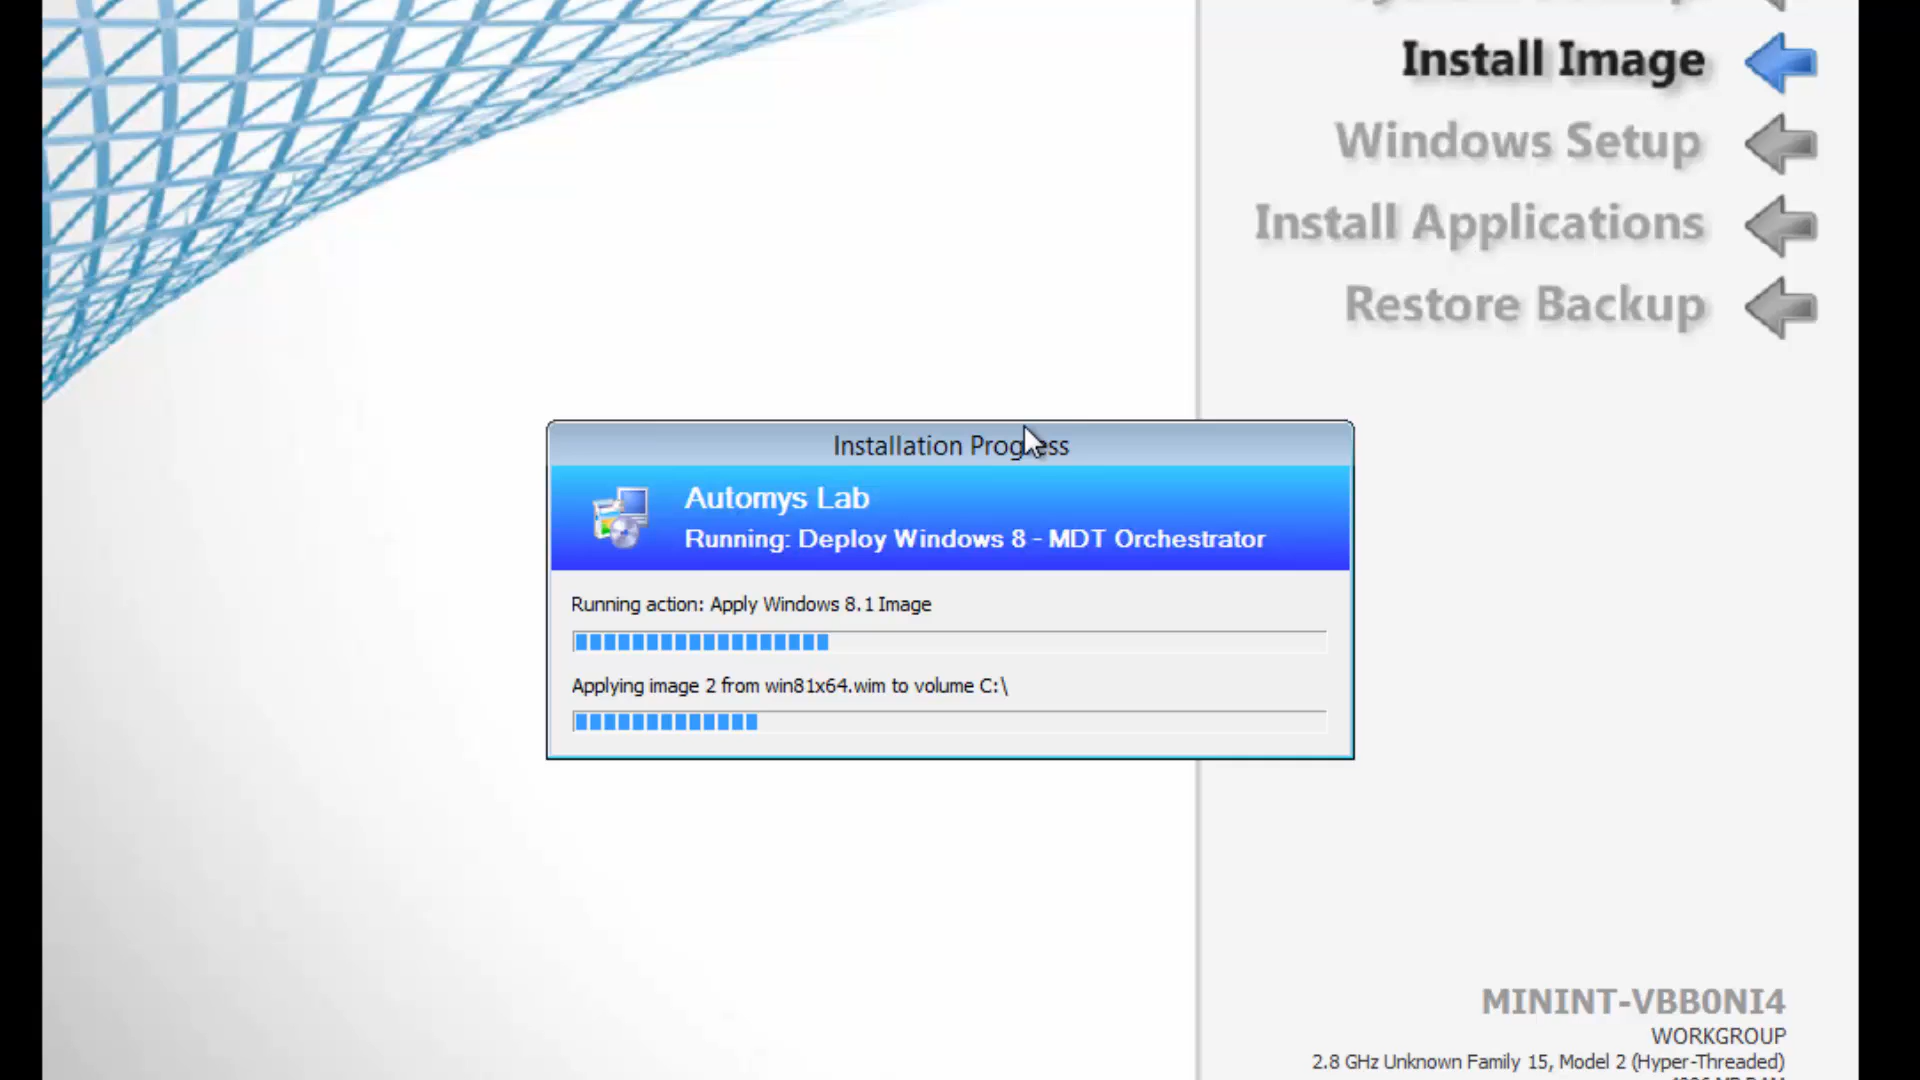 Install Image
Windows Setup
Install Applications
Restore Backup
Installation Progress
Automys Lab
Running: Deploy Windows 8 - MDT Orchestrator
Running action: Apply Windows 8.1 Image
Applying image 2 from win81x64.wim to volume C:\
MININT-VBB0NI4
WORKGROUP
2.8 GHz Unknown Family 15, Model 2 (Hyper-Threaded)